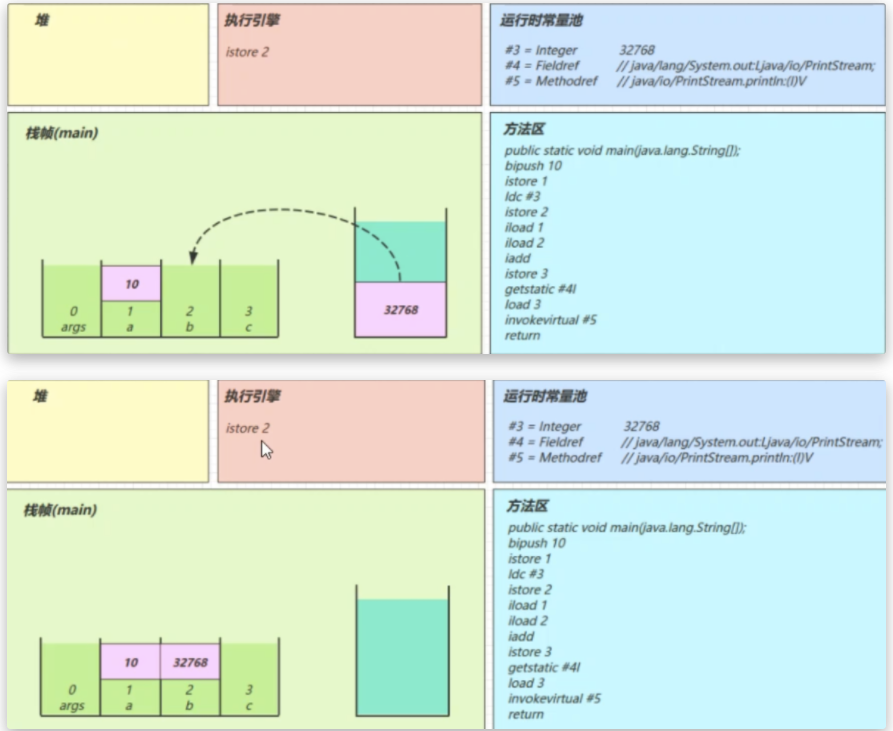 堆
执行引擎
istore 2
运行时常量池
#3 = Integer 32768
#4 = Fieldref // java/lang/System.out:Ljava/io/PrintStream;
#5 = Methodref // java/io/PrintStream.println:(I)V
栈帧(main)
10
32768
0 1 2 3
args a b c
方法区
public static void main(java.lang.String[]);
bipush 10
istore 1
ldc #3
istore 2
iload 1
iload 2
iadd
istore 3
getstatic #4l
load 3
invokevirtual #5
return
堆
执行引擎
istore 2
运行时常量池
#3 = Integer 32768
#4 = Fieldref // java/lang/System.out:Ljava/io/PrintStream;
#5 = Methodref // java/io/PrintStream.println:(I)V
栈帧(main)
10 32768
0 1 2 3
args a b c
方法区
public static void main(java.lang.String[]);
bipush 10
istore 1
ldc #3
istore 2
iload 1
iload 2
iadd
istore 3
getstatic #4l
load 3
invokevirtual #5
return